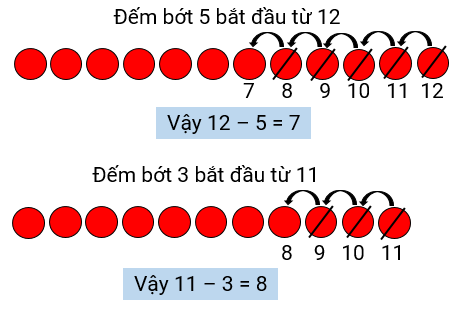 Đếm bớt 5 bắt đầu từ 12
7 8 9 10 11 12
Vậy 12 – 5 = 7
Đếm bớt 3 bắt đầu từ 11
8 9 10 11
Vậy 11 – 3 = 8